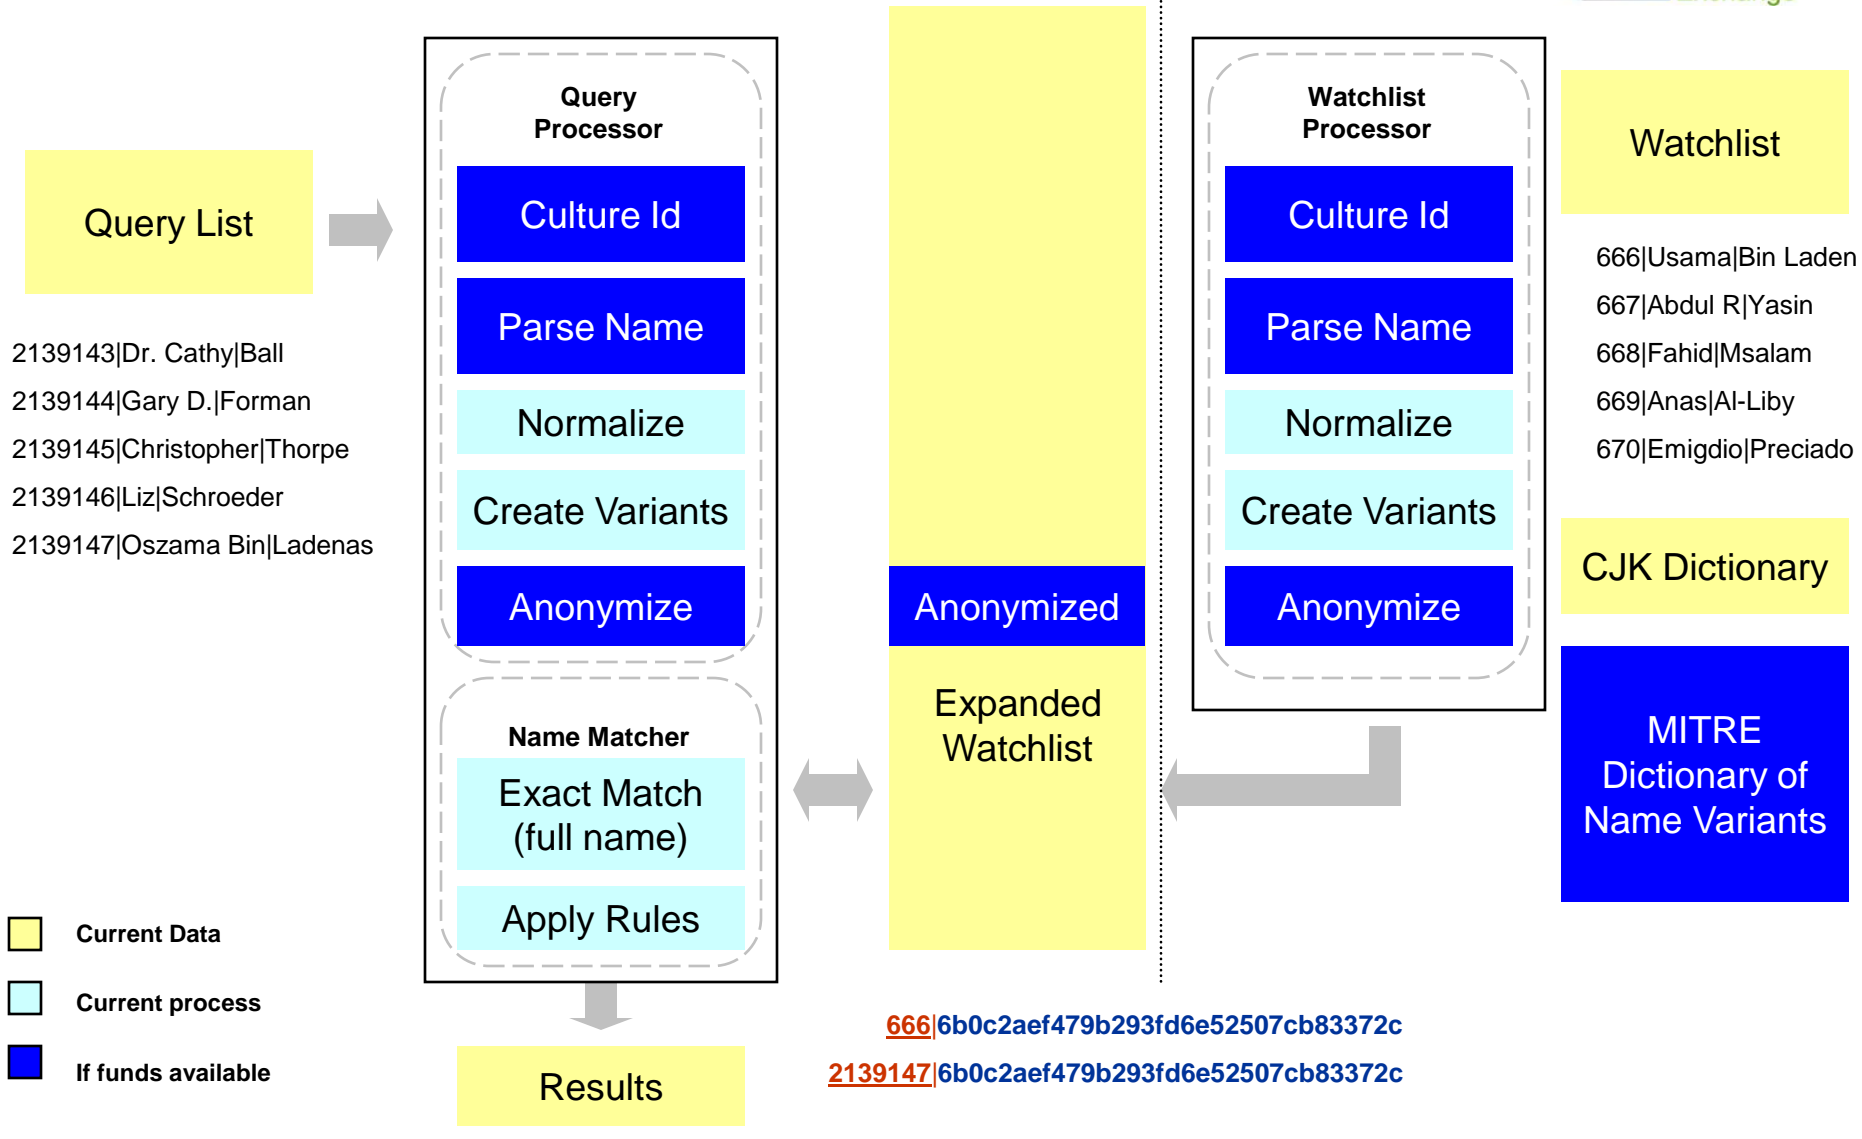 Query
Processor
Culture Id
Parse Name
Normalize
Create Variants
Anonymize
Name Matcher
Exact Match
(full name)
Apply Rules
Query List
2139143|Dr. Cathy|Ball
2139144|Gary D.|Forman
2139145|Christopher|Thorpe
2139146|Liz|Schroeder
2139147|Oszama Bin|Ladenas
Current Data
Current process
If funds available
Results
Anonymized
Expanded
Watchlist
666|6b0c2aef479b293fd6e52507cb83372c
2139147|6b0c2aef479b293fd6e52507cb83372c
Watchlist
Processor
Culture Id
Parse Name
Normalize
Create Variants
Anonymize
Watchlist
666|Usama|Bin Laden
667|Abdul R|Yasin
668|Fahid|Msalam
669|Anas|Al-Liby
670|Emigdio|Preciado
CJK Dictionary
MITRE
Dictionary of
Name Variants